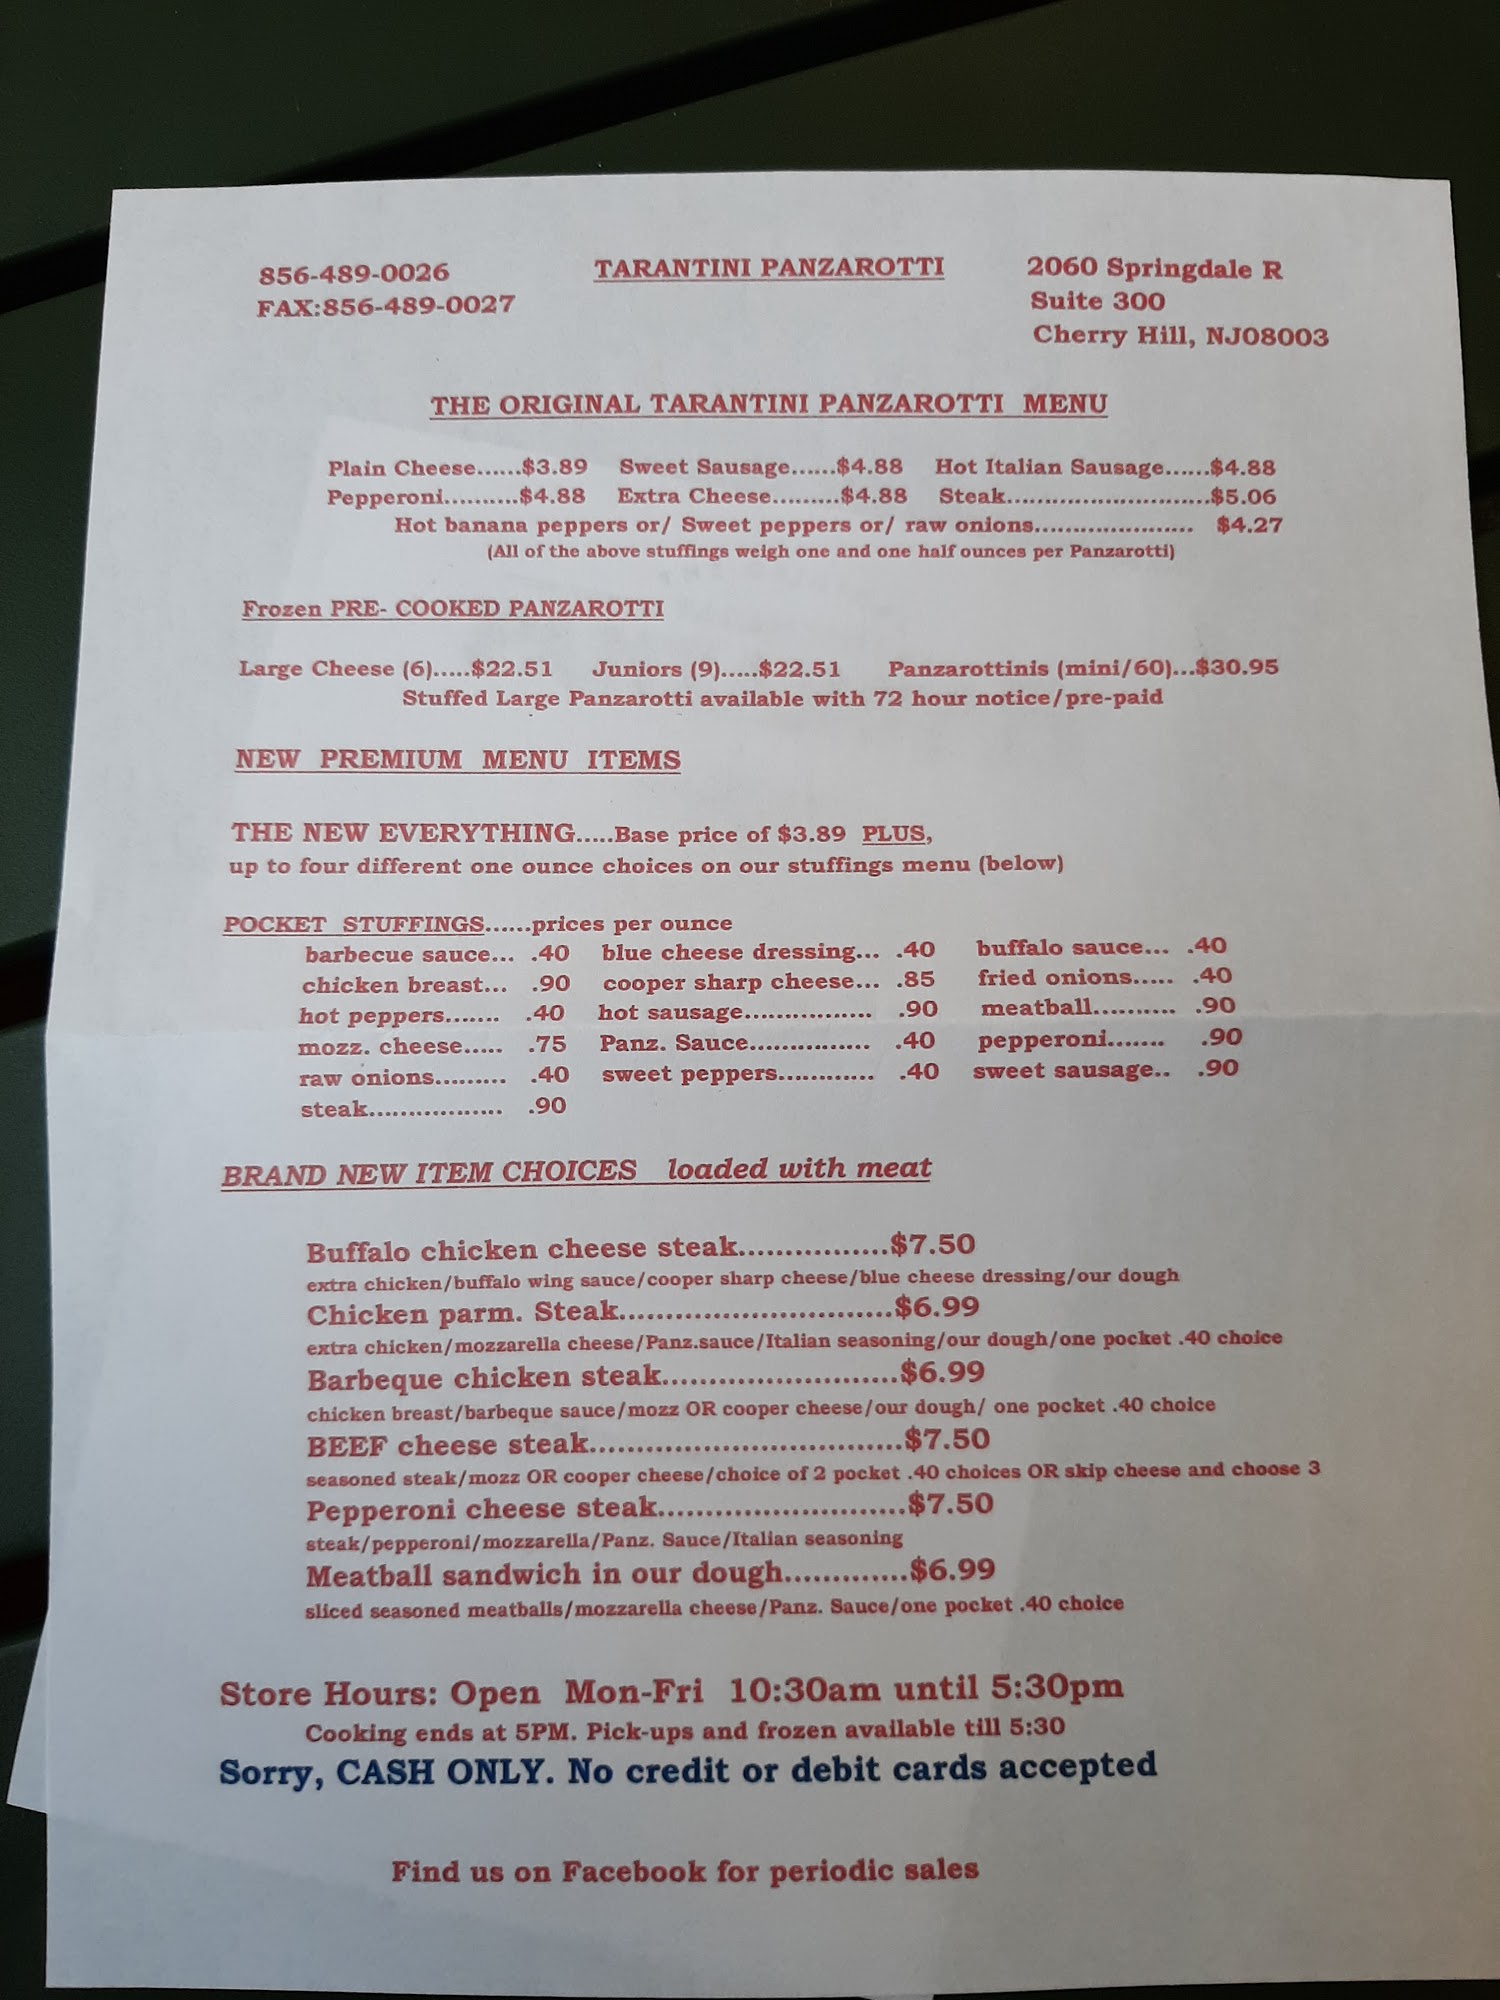 856-489-0026 TARANTINI PANZAROTTI 2060 Springdale R
FAX:856-489-0027 Suite 300
Cherry Hill, NJ08003
THE ORIGINAL TARANTINI PANZAROTTI MENU
Plain Cheese......$3.89 Sweet Sausage......$4.88 Hot Italian Sausage......$4.88
Pepperoni..........$4.88 Extra Cheese.........$4.88 Steak...........................$5.06
Hot banana peppers or/ Sweet peppers or/ raw onions..................... $4.27
(All of the above stuffings weigh one and one half ounces per Panzarotti)
Frozen PRE- COOKED PANZAROTTI
Large Cheese (6).....$22.51 Juniors (9).....$22.51 Panzarottinis (mini/60)...$30.95
Stuffed Large Panzarotti available with 72 hour notice/pre-paid
NEW PREMIUM MENU ITEMS
THE NEW EVERYTHING.....Base price of $3.89 PLUS,
up to four different one ounce choices on our stuffings menu (below)
POCKET STUFFINGS......prices per ounce
barbecue sauce... .40 blue cheese dressing... .40 buffalo sauce... .40
chicken breast... .90 cooper sharp cheese... .85 fried onions..... .40
hot peppers....... .40 hot sausage................. .90 meatball........... .90
mozz. cheese..... .75 Panz. Sauce................ .40 pepperoni....... .90
raw onions......... .40 sweet peppers............. .40 sweet sausage.. .90
steak.................. .90
BRAND NEW ITEM CHOICES loaded with meat
Buffalo chicken cheese steak.................$7.50
extra chicken/buffalo wing sauce/cooper sharp cheese/blue cheese dressing/our dough
Chicken parm. Steak..............................$6.99
extra chicken/mozzarella cheese/Panz.sauce/Italian seasoning/our dough/one pocket .40 choice
Barbeque chicken steak..........................$6.99
chicken breast/barbeque sauce/mozz OR cooper cheese/our dough/ one pocket .40 choice
BEEF cheese steak..................................$7.50
seasoned steak/mozz OR cooper cheese/choice of 2 pocket .40 choices OR skip cheese and choose 3
Pepperoni cheese steak...........................$7.50
steak/pepperoni/mozzarella/Panz. Sauce/Italian seasoning
Meatball sandwich in our dough.............$6.99
sliced seasoned meatballs/mozzarella cheese/Panz. Sauce/one pocket .40 choice
Store Hours: Open Mon-Fri 10:30am until 5:30pm
Cooking ends at 5PM. Pick-ups and frozen available till 5:30
Sorry, CASH ONLY. No credit or debit cards accepted
Find us on Facebook for periodic sales